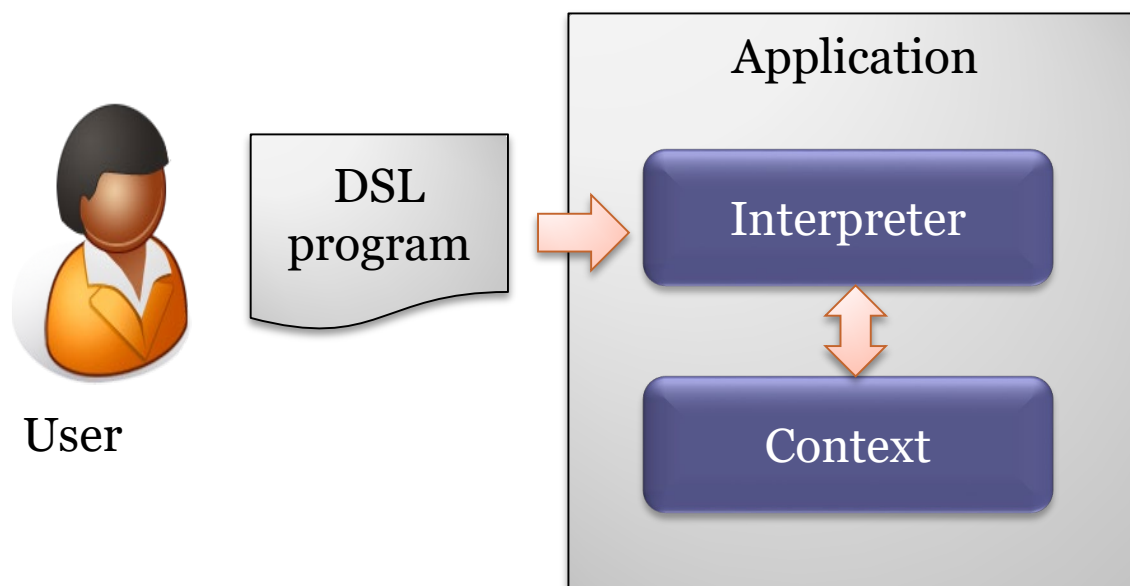 Application
DSL
program
Interpreter
Context
User